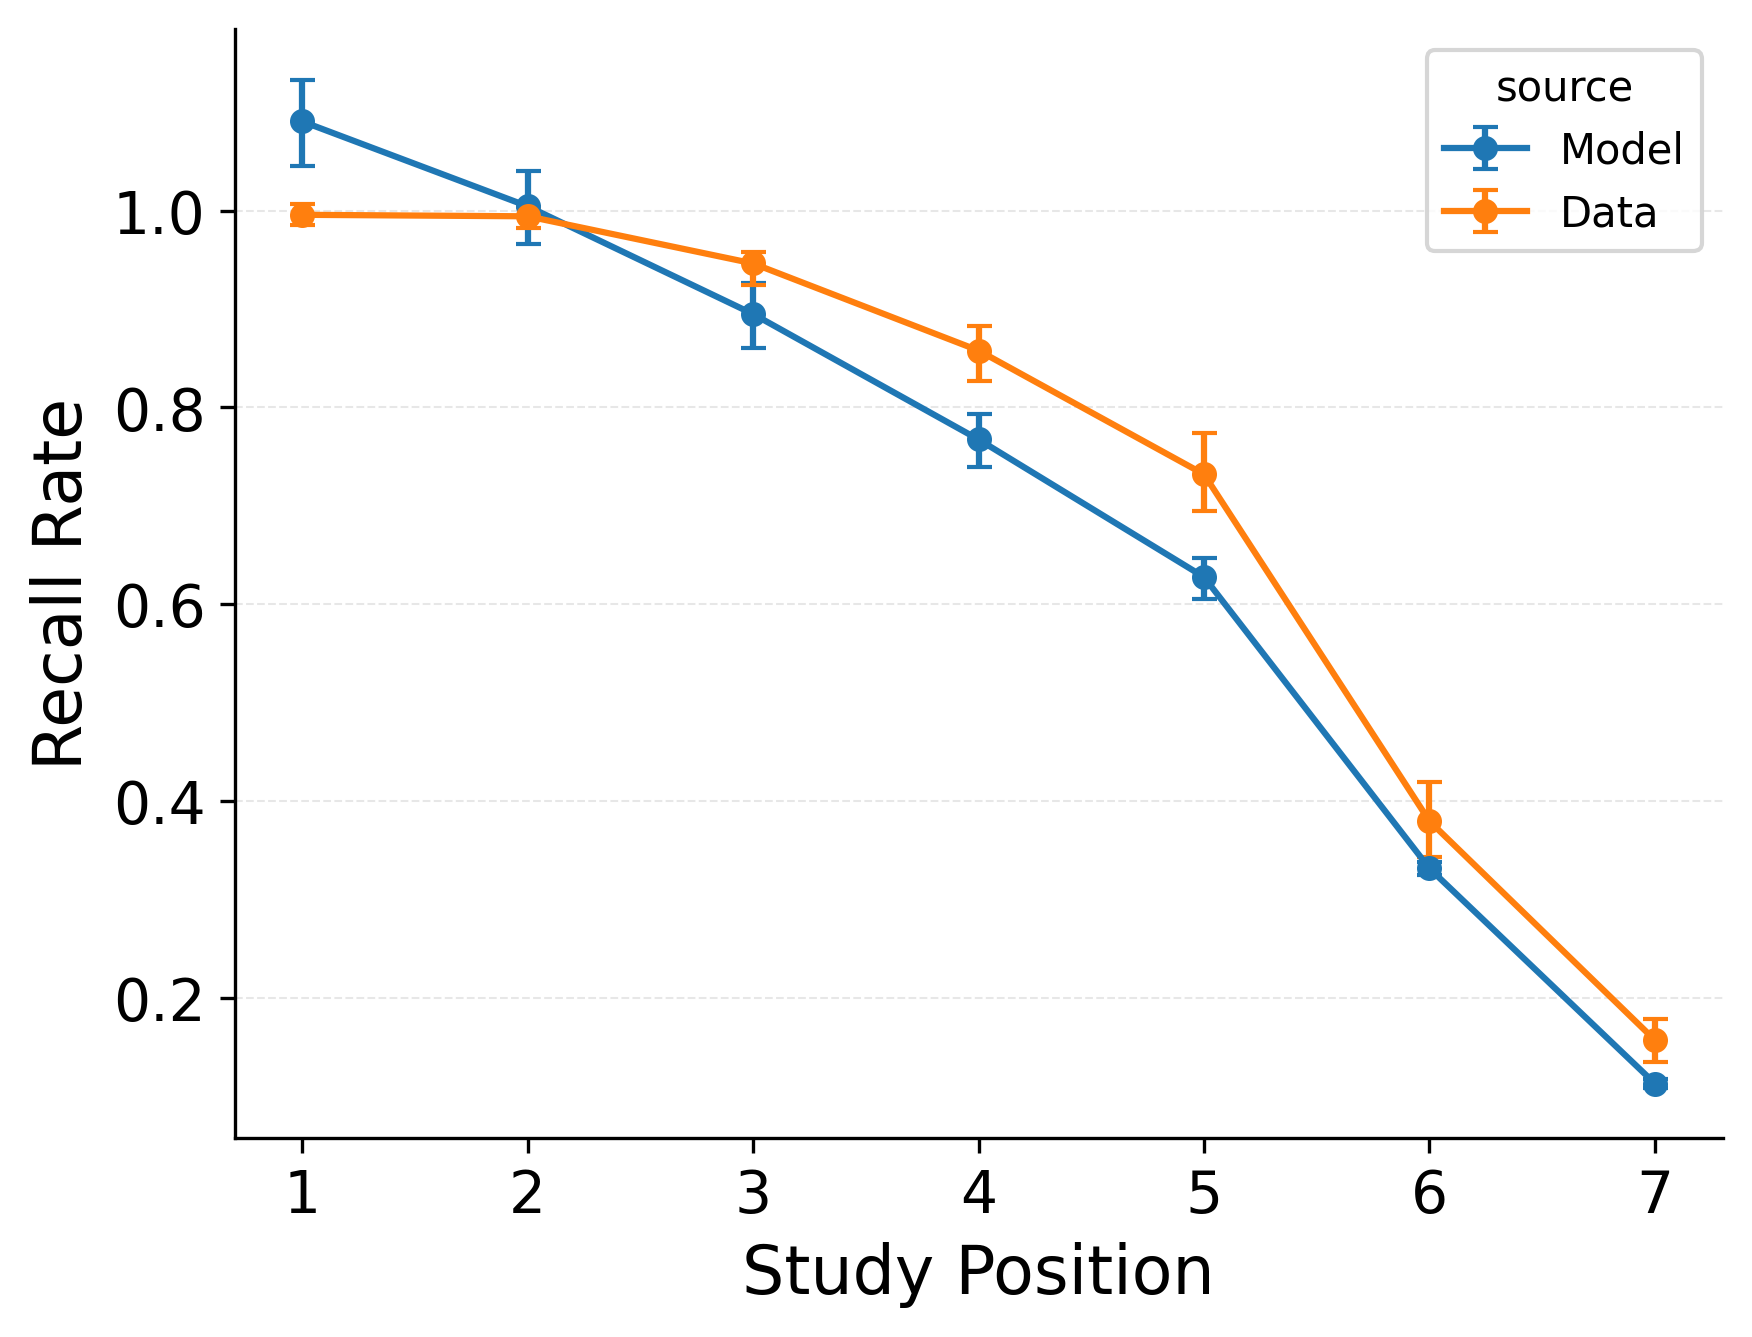 source
Model
Data
1.0
0.8
0.6
0.4
0.2
Recall Rate
1 2 3 4 5 6 7
Study Position